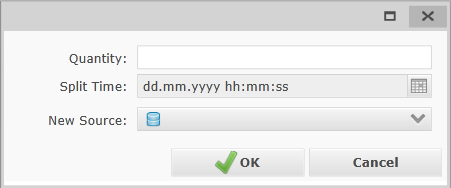 Quantity:
Split Time: dd.mm.yyyy hh:mm:ss
New Source:
OK Cancel